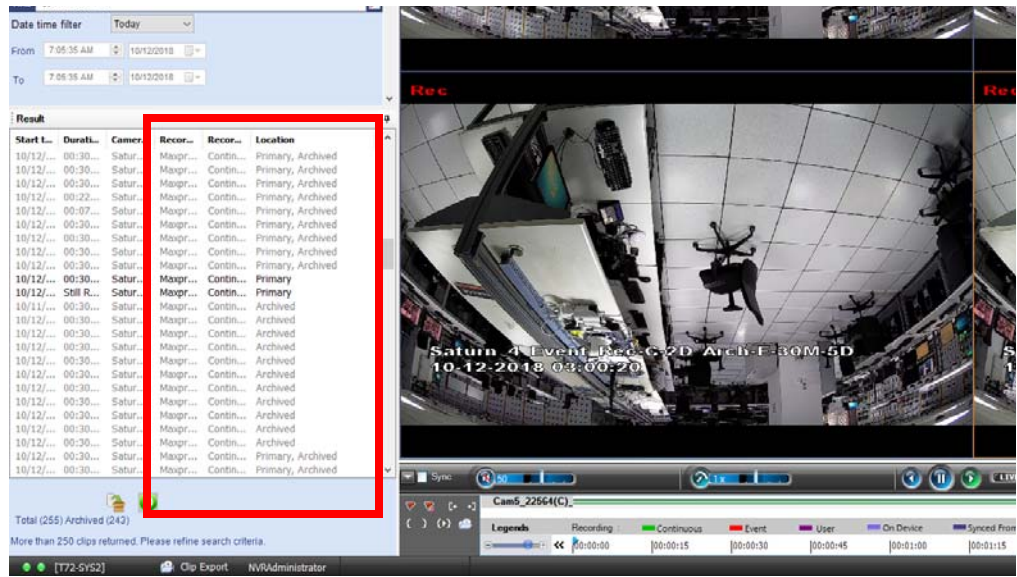 Date time filter Today
From 7:05:35 AM 10/12/2018
To 7:05:35 AM 10/12/2018
Result
Start t... Durati... Camer... Recor... Recor... Location
10/12/... 00:30... Satur... Maxpr... Contin... Primary, Archived
10/12/... 00:30... Satur... Maxpr... Contin... Primary, Archived
10/12/... 00:30... Satur... Maxpr... Contin... Primary, Archived
10/12/... 00:22... Satur... Maxpr... Contin... Primary, Archived
10/12/... 00:07... Satur... Maxpr... Contin... Primary, Archived
10/12/... 00:30... Satur... Maxpr... Contin... Primary, Archived
10/12/... 00:30... Satur... Maxpr... Contin... Primary, Archived
10/12/... 00:30... Satur... Maxpr... Contin... Primary, Archived
10/12/... 00:30... Satur... Maxpr... Contin... Primary, Archived
10/12/... 00:30... Satur... Maxpr... Contin... Primary
10/12/... Still R... Satur... Maxpr... Contin... Primary
10/11/... 00:30... Satur... Maxpr... Contin... Archived
10/12/... 00:30... Satur... Maxpr... Contin... Archived
10/12/... 00:30... Satur... Maxpr... Contin... Archived
10/12/... 00:30... Satur... Maxpr... Contin... Archived
10/12/... 00:30... Satur... Maxpr... Contin... Archived
10/12/... 00:30... Satur... Maxpr... Contin... Archived
10/12/... 00:30... Satur... Maxpr... Contin... Archived
10/12/... 00:30... Satur... Maxpr... Contin... Archived
10/12/... 00:30... Satur... Maxpr... Contin... Archived
10/12/... 00:30... Satur... Maxpr... Contin... Archived
10/12/... 00:30... Satur... Maxpr... Contin... Archived
10/12/... 00:30... Satur... Maxpr... Contin... Primary, Archived
10/12/... 00:30... Satur... Maxpr... Contin... Primary, Archived
Total (255) Archived (243)
More than 250 clips returned. Please refine search criteria.
[T72-SYS2] Clip Export NVRAdministrator
Rec Rec
Saturn_4_Event_Rec-C-2D Arch-E-30M-5D S
10-12-2018 03:00:20 1
Sync 50 1x LIVE
Cam5_22564(C)_
Legends Recording : Continuous Event User On Device Synced From
00:00:00 00:00:15 00:00:30 00:00:45 00:01:00 00:01:15